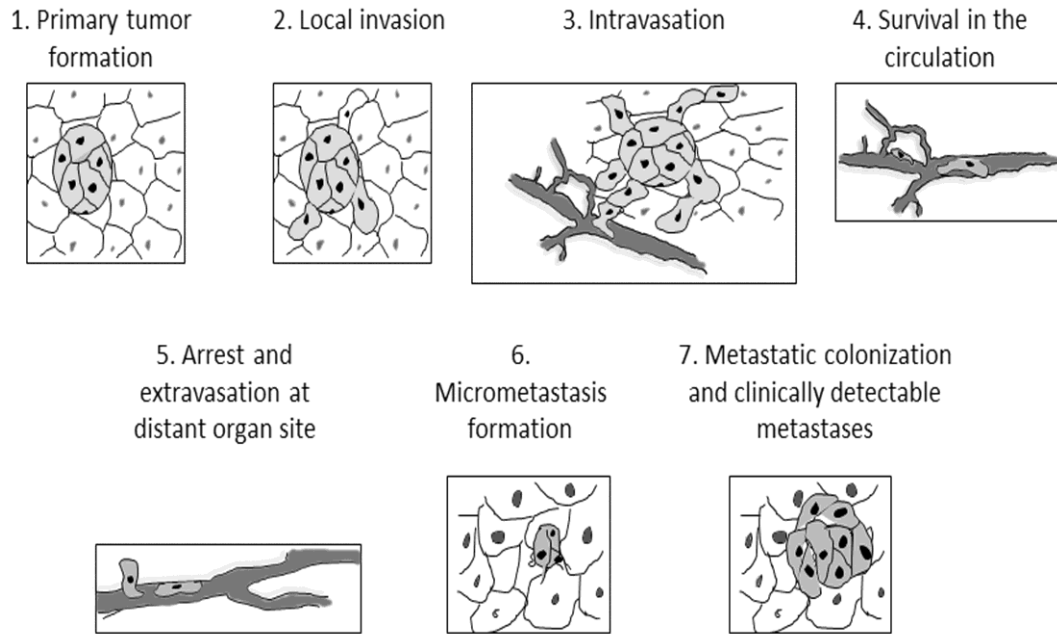 1. Primary tumor
formation
2. Local invasion
3. Intravasation
4. Survival in the
circulation
5. Arrest and
extravasation at
distant organ site
6.
Micrometastasis
formation
7. Metastatic colonization
and clinically detectable
metastases